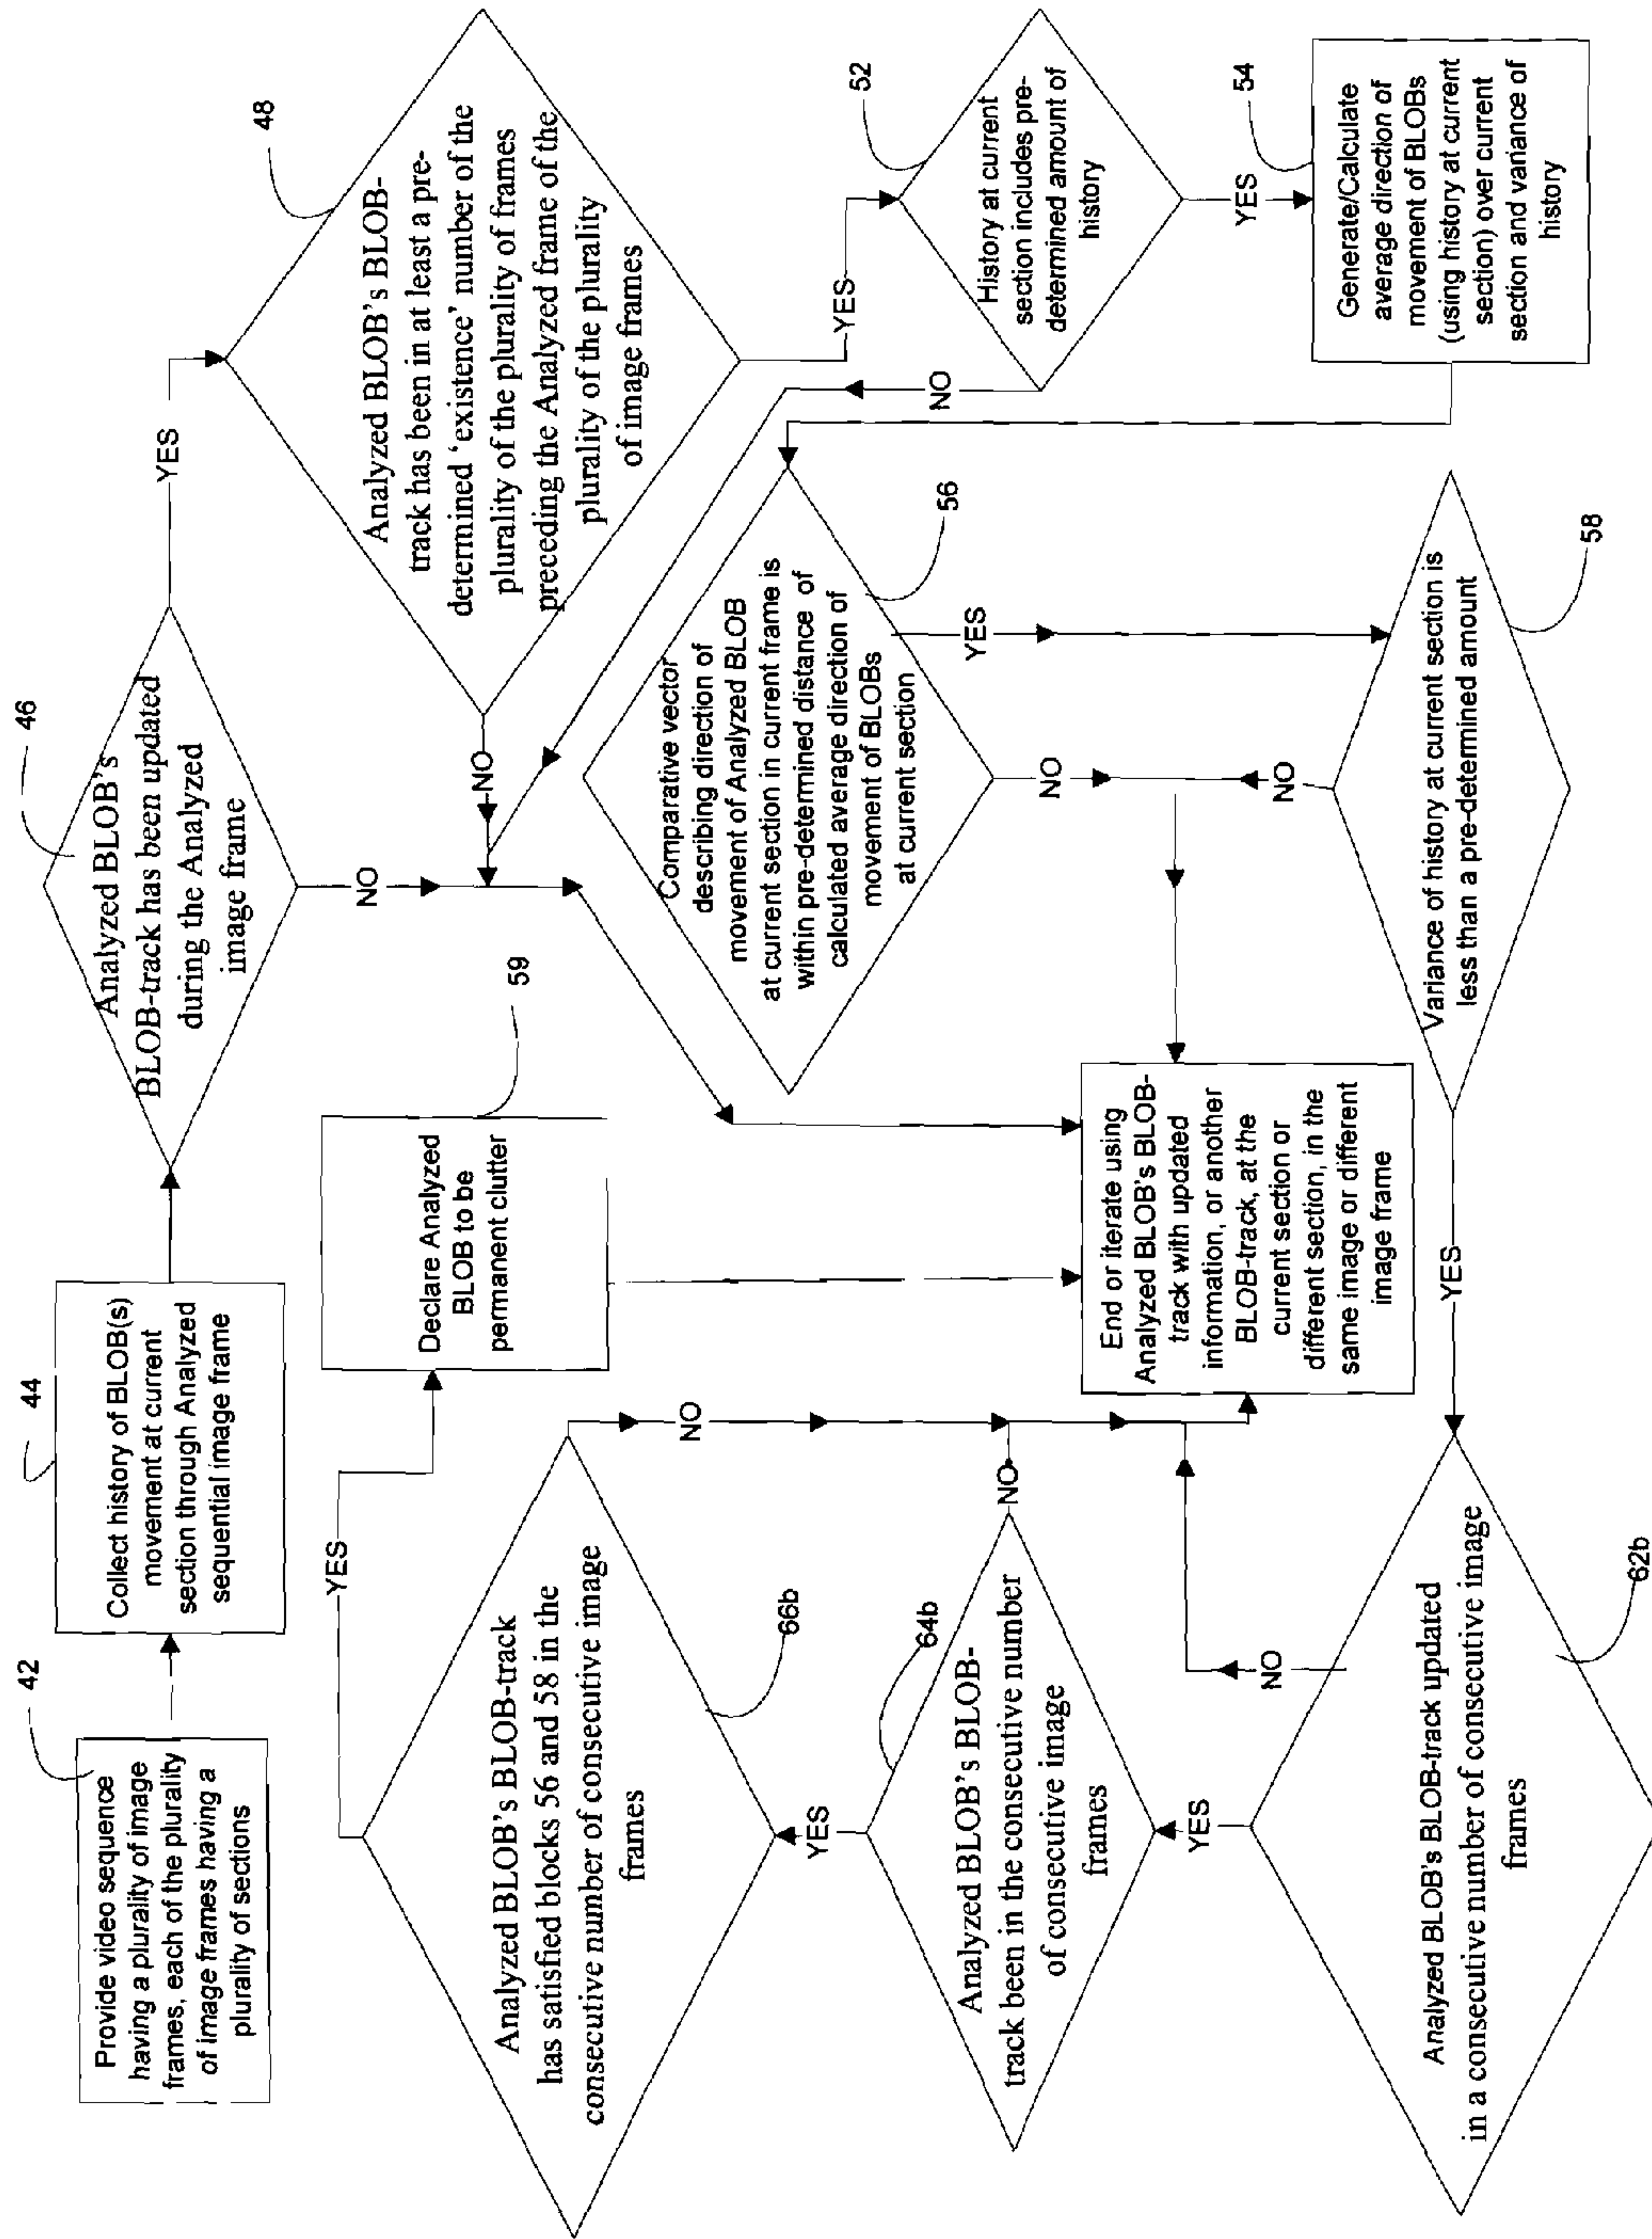 42
Provide video sequence
having a plurality of image
frames, each of the plurality
of image frames having a
plurality of sections
44
Collect history of BLOB(s)
movement at current
section through Analyzed
sequential image frame
46
Analyzed BLOB's
BLOB-track has been updated
during the Analyzed
image frame
YES
NO
48
Analyzed BLOB's BLOB-
track has been in at least a pre-
determined 'existence' number of the
plurality of the plurality of frames
preceding the Analyzed frame of the
plurality of the plurality
of image frames
NO
YES
52
History at current
section includes pre-
determined amount of
history
NO
YES
54
Generate/Calculate
average direction of
movement of BLOBs
(using history at current
section) over current
section and variance of
history
56
Comparative vector
describing direction of
movement of Analyzed BLOB
at current section in current frame is
within pre-determined distance of
calculated average direction of
movement of BLOBs
at current section
YES
NO
58
Variance of history at current section is
less than a pre-determined amount
NO
YES
62b
Analyzed BLOB's BLOB-track updated
in a consecutive number of consecutive image
frames
NO
YES
64b
Analyzed BLOB's BLOB-
track been in the consecutive number
of consecutive image
frames
NO
YES
66b
Analyzed BLOB's BLOB-track
has satisfied blocks 56 and 58 in the
consecutive number of consecutive image
frames
NO
YES
59
Declare Analyzed
BLOB to be
permanent clutter
End or iterate using
Analyzed BLOB's BLOB-
track with updated
information, or another
BLOB-track, at the
current section or
different section, in the
same image or different
image frame